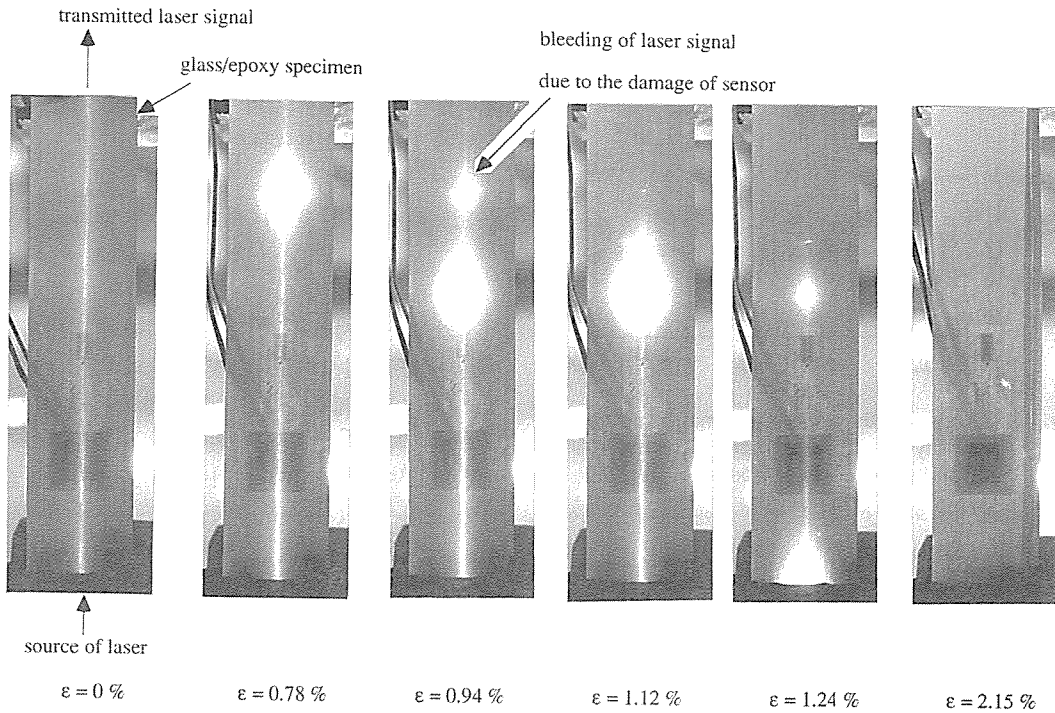 transmitted laser signal
glass/epoxy specimen
bleeding of laser signal
due to the damage of sensor
source of laser
ε = 0 %
ε = 0.78 %
ε = 0.94 %
ε = 1.12 %
ε = 1.24 %
ε = 2.15 %